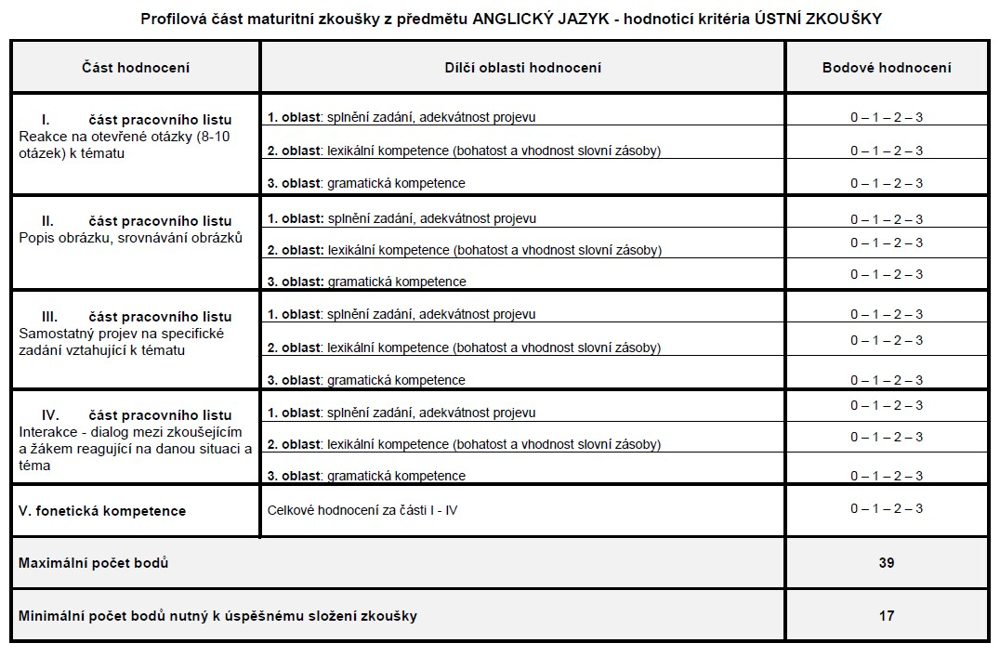 Profilová část maturitní zkoušky z předmětu ANGLICKÝ JAZYK - hodnoticí kritéria ÚSTNÍ ZKOUŠKY
Část hodnocení Dílčí oblasti hodnocení Bodové hodnocení
I. část pracovního listu
Reakce na otevřené otázky (8-10
otázek) k tématu
1. oblast: splnění zadání, adekvátnost projevu 0 – 1 – 2 – 3
2. oblast: lexikální kompetence (bohatost a vhodnost slovní zásoby) 0 – 1 – 2 – 3
3. oblast: gramatická kompetence 0 – 1 – 2 – 3
II. část pracovního listu
Popis obrázku, srovnávání obrázků
1. oblast: splnění zadání, adekvátnost projevu 0 – 1 – 2 – 3
2. oblast: lexikální kompetence (bohatost a vhodnost slovní zásoby) 0 – 1 – 2 – 3
3. oblast: gramatická kompetence 0 – 1 – 2 – 3
III. část pracovního listu
Samostatný projev na specifické
zadání vztahující k tématu
1. oblast: splnění zadání, adekvátnost projevu 0 – 1 – 2 – 3
2. oblast: lexikální kompetence (bohatost a vhodnost slovní zásoby) 0 – 1 – 2 – 3
3. oblast: gramatická kompetence 0 – 1 – 2 – 3
IV. část pracovního listu
Interakce - dialog mezi zkoušejícím
a žákem reagující na danou situaci a
téma
1. oblast: splnění zadání, adekvátnost projevu 0 – 1 – 2 – 3
2. oblast: lexikální kompetence (bohatost a vhodnost slovní zásoby) 0 – 1 – 2 – 3
3. oblast: gramatická kompetence 0 – 1 – 2 – 3
V. fonetická kompetence Celkové hodnocení za části I - IV 0 – 1 – 2 – 3
Maximální počet bodů 39
Minimální počet bodů nutný k úspěšnému složení zkoušky 17